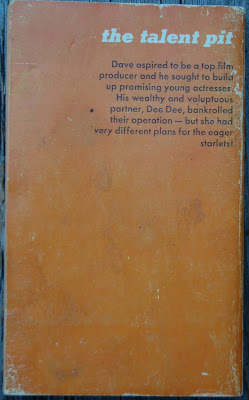 the talent pit
Dave aspired to be a top film
producer and he sought to build
up promising young actresses.
His wealthy and voluptuous
partner, Dee Dee, bankrolled
their operation — but she had
very different plans for the eager
starlets!